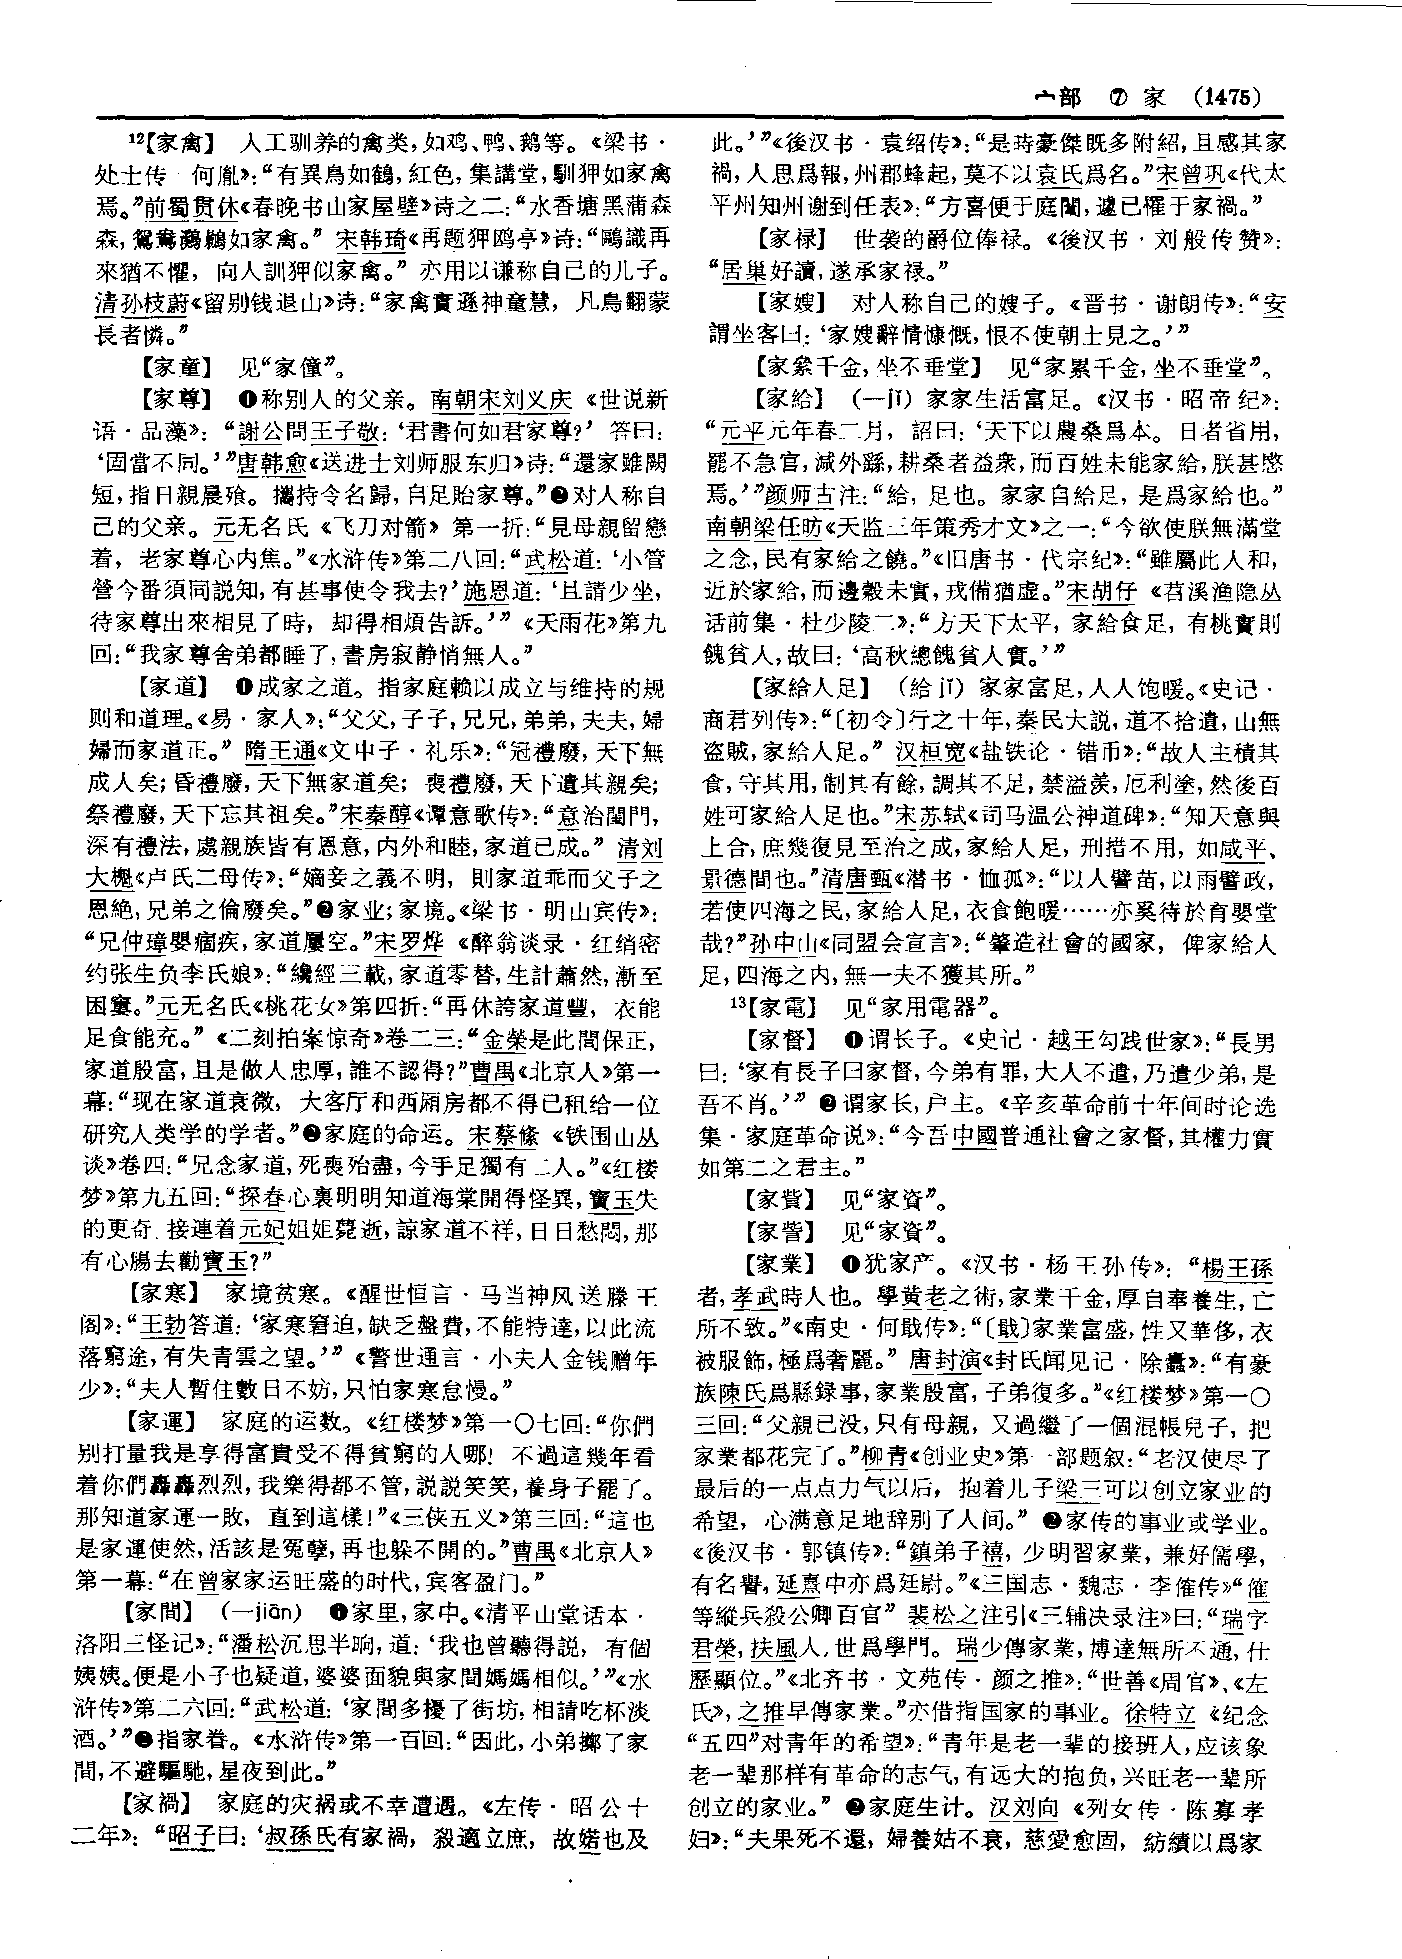 宀部 ⑦ 家 (1475)
¹²【家禽】 人工驯养的禽类,如鸡、鸭、鹅等。《梁书·
处士传·何胤》:“有異鳥如鶴,紅色,集講堂,馴狎如家禽
焉。”前蜀贯休《春晚书山家屋壁》诗之二:“水香塘黑蒲森
森,鴛鴦鸂鶒如家禽。” 宋韩琦《再题狎鸥亭》诗:“鷗識再
來猶不懼, 向人訓狎似家禽。” 亦用以谦称自己的儿子。
清孙枝蔚《留别钱退山》诗:“家禽實遜神童慧, 凡鳥翻蒙
長者憐。”
【家童】 见“家僮”。
【家尊】 ❶称别人的父亲。南朝宋刘义庆《世说新
语·品藻》: “謝公問王子敬: ‘君書何如君家尊?’ 答曰:
‘固當不同。’”唐韩愈《送进士刘师服东归》诗:“還家雖闕
短,指日親晨飧。攜持令名歸,自足貽家尊。”❷对人称自
己的父亲。元无名氏《飞刀对箭》第一折:“見母親留戀
着, 老家尊心内焦。”《水浒传》第二八回:“武松道: ‘小管
營今番須同説知,有甚事使令我去?’施恩道: ‘且請少坐,
待家尊出來相見了時, 却得相煩告訴。’” 《天雨花》第九
回:“我家尊舍弟都睡了,書房寂静悄無人。”
【家道】 ❶成家之道。指家庭赖以成立与维持的规
则和道理。《易·家人》:“父父,子子,兄兄,弟弟,夫夫,婦
婦而家道正。” 隋王通《文中子·礼乐》:“冠禮廢,天下無
成人矣;昏禮廢,天下無家道矣; 喪禮廢,天下遺其親矣;
祭禮廢,天下忘其祖矣。”宋秦醇《谭意歌传》:“意治閨門,
深有禮法,處親族皆有恩意,内外和睦,家道已成。” 清刘
大櫆《卢氏二母传》:“嫡妾之義不明, 則家道乖而父子之
恩絶,兄弟之倫廢矣。”❷家业;家境。《梁书·明山宾传》:
“兄仲璋嬰痼疾,家道屢空。”宋罗烨《醉翁谈录·红绡密
约张生负李氏娘》:“纔經三載,家道零替,生計蕭然,漸至
困窶。”元无名氏《桃花女》第四折:“再休誇家道豐, 衣能
足食能充。” 《二刻拍案惊奇》卷二三:“金榮是此間保正,
家道殷富,且是做人忠厚,誰不認得?”曹禺《北京人》第一
幕:“现在家道衰微, 大客厅和西厢房都不得已租给一位
研究人类学的学者。”❸家庭的命运。宋蔡絛《铁围山丛
谈》卷四:“兄念家道,死喪殆盡,今手足獨有二人。”《红楼
梦》第九五回:“探春心裏明明知道海棠開得怪異,寶玉失
的更奇,接連着元妃姐姐薨逝,諒家道不祥,日日愁悶,那
有心腸去勸寶玉?”
【家寒】 家境贫寒。《醒世恒言·马当神风送滕王
阁》:“王勃答道: ‘家寒窘迫,缺乏盤費,不能特達,以此流
落窮途,有失青雲之望。’” 《警世通言·小夫人金钱赠年
少》:“夫人暫住數日不妨,只怕家寒怠慢。”
【家運】 家庭的运数。《红楼梦》第一〇七回:“你們
别打量我是享得富貴受不得貧窮的人哪! 不過這幾年看
着你們轟轟烈烈,我樂得都不管,説説笑笑,養身子罷了。
那知道家運一敗, 直到這樣!”《三侠五义》第三回:“這也
是家運使然,活該是冤孽,再也躲不開的。”曹禺《北京人》
第一幕:“在曾家家运旺盛的时代,宾客盈门。”
【家間】 (—jiān) ❶家里,家中。《清平山堂话本·
洛阳三怪记》:“潘松沉思半晌,道: ‘我也曾聽得説, 有個
姨姨。便是小子也疑道,婆婆面貌與家間媽媽相似。’”《水
浒传》第二六回:“武松道: ‘家間多擾了街坊,相請吃杯淡
酒。’”❷指家眷。《水浒传》第一百回:“因此,小弟擲了家
間,不避驅馳,星夜到此。”
【家禍】 家庭的灾祸或不幸遭遇。《左传·昭公十
二年》: “昭子曰: ‘叔孫氏有家禍, 殺適立庶, 故婼也及
此。’”《後汉书·袁绍传》:“是時豪傑既多附紹,且感其家
禍,人思爲報,州郡蜂起,莫不以袁氏爲名。”宋曾巩《代太
平州知州谢到任表》:“方喜便于庭闈,遽已罹于家禍。”
【家禄】 世袭的爵位俸禄。《後汉书·刘般传赞》:
“居巢好讀,遂承家禄。”
【家嫂】 对人称自己的嫂子。《晋书·谢朗传》:“安
謂坐客曰: ‘家嫂辭情慷慨,恨不使朝士見之。’”
【家絫千金,坐不垂堂】 见“家累千金,坐不垂堂”。
【家給】 (—jǐ) 家家生活富足。《汉书·昭帝纪》:
“元平元年春二月, 詔曰: ‘天下以農桑爲本。日者省用,
罷不急官,減外繇,耕桑者益衆,而百姓未能家給,朕甚愍
焉。’”颜师古注:“給, 足也。家家自給足, 是爲家給也。”
南朝梁任昉《天监三年策秀才文》之一:“今欲使朕無滿堂
之念,民有家給之饒。”《旧唐书·代宗纪》:“雖屬此人和,
近於家給,而邊穀未實,戎備猶虚。”宋胡仔《苕溪渔隐丛
话前集·杜少陵二》:“方天下太平, 家給食足, 有桃實則
餽貧人,故曰: ‘高秋總餽貧人實。’”
【家給人足】 (給 jǐ) 家家富足,人人饱暖。《史记·
商君列传》:“〔初令〕行之十年,秦民大説,道不拾遺,山無
盗賊,家給人足。” 汉桓宽《盐铁论·错币》:“故人主積其
食,守其用,制其有餘,調其不足,禁溢羡,厄利塗,然後百
姓可家給人足也。”宋苏轼《司马温公神道碑》:“知天意與
上合,庶幾復見至治之成,家給人足, 刑措不用, 如咸平、
景德間也。”清唐甄《潜书·恤孤》:“以人譬苗,以雨譬政,
若使四海之民,家給人足,衣食飽暖……亦奚待於育嬰堂
哉?”孙中山《同盟会宣言》:“肇造社會的國家, 俾家給人
足,四海之内,無一夫不獲其所。”
¹³【家電】 见“家用電器”。
【家督】 ❶谓长子。《史记·越王勾践世家》:“長男
曰: ‘家有長子曰家督,今弟有罪,大人不遣,乃遣少弟,是
吾不肖。’” ❷谓家长,户主。《辛亥革命前十年间时论选
集·家庭革命说》:“今吾中國普通社會之家督,其權力實
如第二之君主。”
【家貲】 见“家資”。
【家訾】 见“家資”。
【家業】 ❶犹家产。《汉书·杨王孙传》: “楊王孫
者,孝武時人也。學黄老之術,家業千金,厚自奉養生,亡
所不致。”《南史·何戢传》:“〔戢〕家業富盛,性又華侈,衣
被服飾,極爲奢麗。” 唐封演《封氏闻见记·除蠹》:“有豪
族陳氏爲縣録事,家業殷富,子弟復多。”《红楼梦》第一〇
三回:“父親已没,只有母親, 又過繼了一個混帳兒子, 把
家業都花完了。”柳青《创业史》第一部题叙:“老汉使尽了
最后的一点点力气以后, 抱着儿子梁三可以创立家业的
希望, 心满意足地辞别了人间。” ❷家传的事业或学业。
《後汉书·郭镇传》:“鎮弟子禧, 少明習家業, 兼好儒學,
有名譽,延熹中亦爲廷尉。”《三国志·魏志·李傕传》“傕
等縱兵殺公卿百官” 裴松之注引《三辅决录注》曰:“瑞字
君榮,扶風人,世爲學門。瑞少傳家業,博達無所不通,仕
歷顯位。”《北齐书·文苑传·颜之推》:“世善《周官》、《左
氏》,之推早傳家業。”亦借指国家的事业。徐特立《纪念
“五四”对青年的希望》:“青年是老一辈的接班人,应该象
老一辈那样有革命的志气,有远大的抱负,兴旺老一辈所
创立的家业。” ❸家庭生计。汉刘向《列女传·陈寡孝
妇》:“夫果死不還, 婦養姑不衰, 慈愛愈固, 紡績以爲家